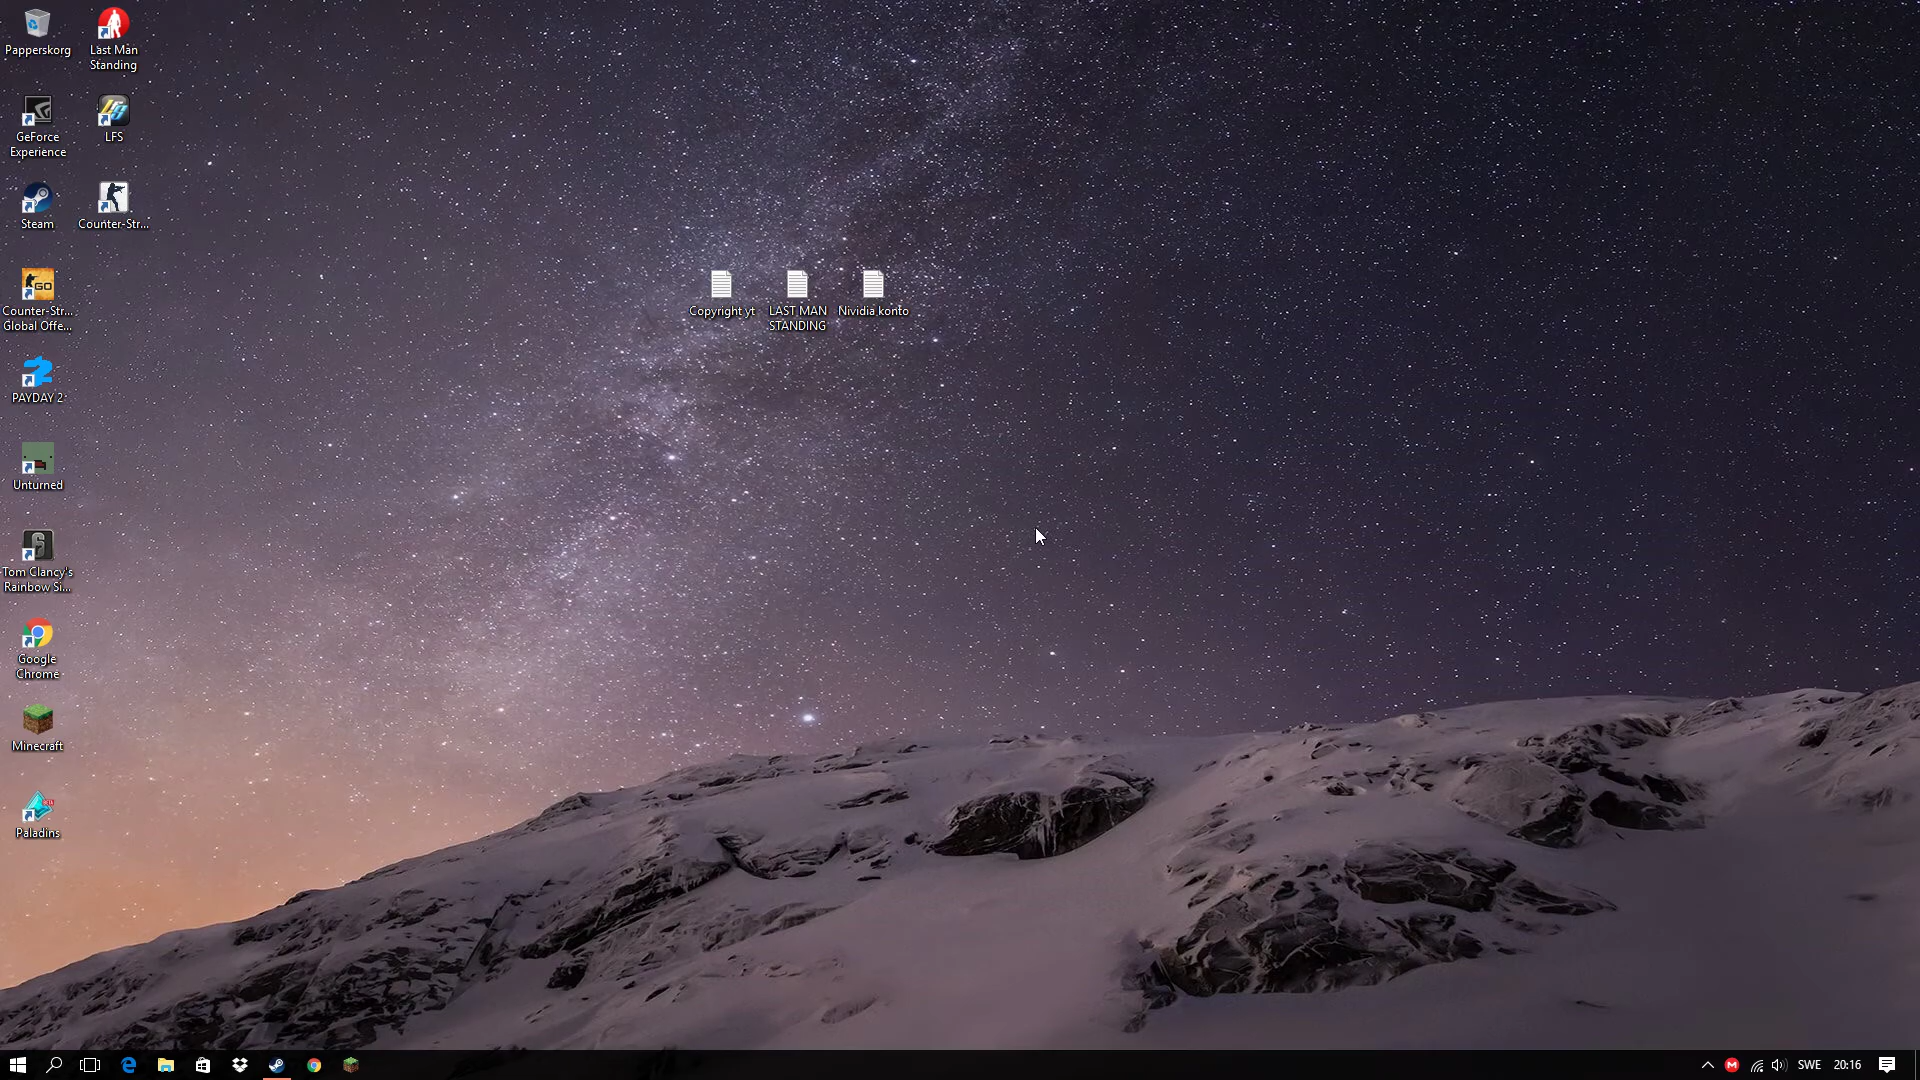 Papperskorg
Last Man
Standing
GeForce
Experience
LFS
Steam
Counter-Str...
Counter-Str...
Global Offe...
PAYDAY 2
Unturned
Tom Clancy's
Rainbow Si...
Google
Chrome
Minecraft
Paladins
Copyright yt
LAST MAN
STANDING
Nividia konto
SWE
20:16